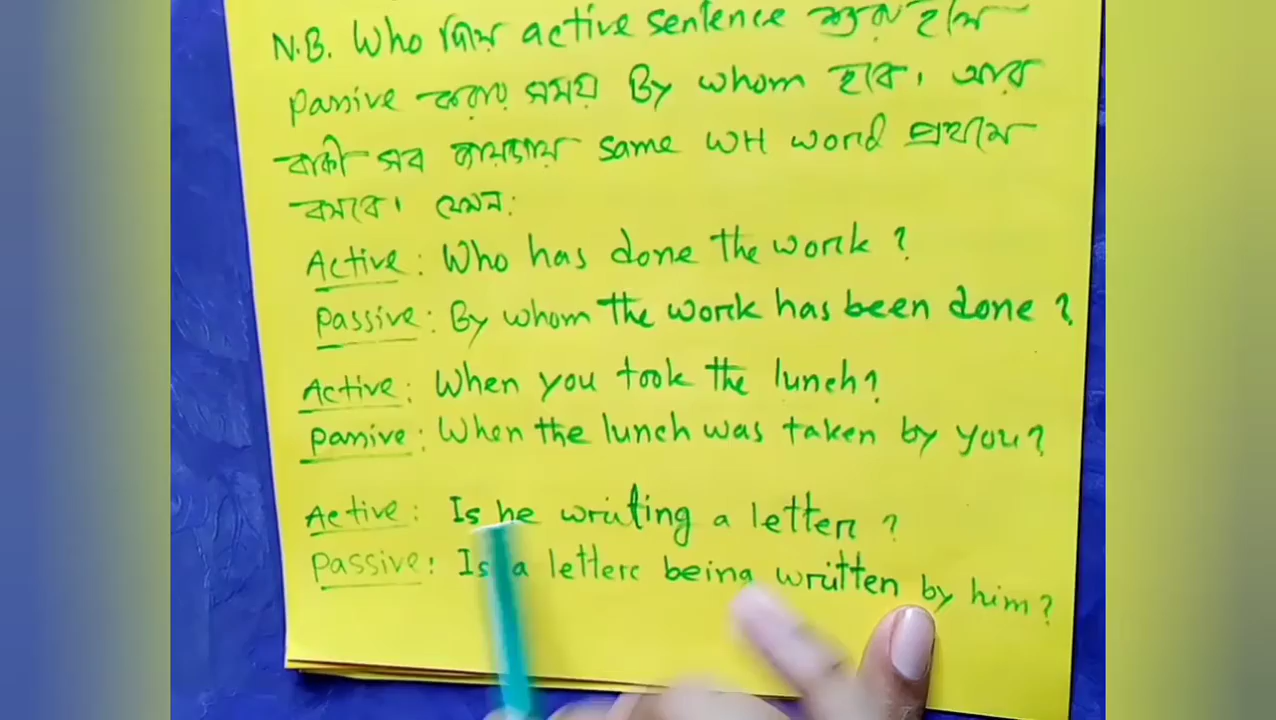 N.B. Who দিয়ে active sentence শুরু হলে
passive করার সময় By whom হবে। আর
বাকী সব জায়গায় same WH word প্রথমে
বসবে। যেমন:
Active: Who has done the work?
Passive: By whom the work has been done?
Active: When you took the lunch?
Passive: When the lunch was taken by you?
Active: Is he writing a letter?
Passive: Is a letter being written by him?